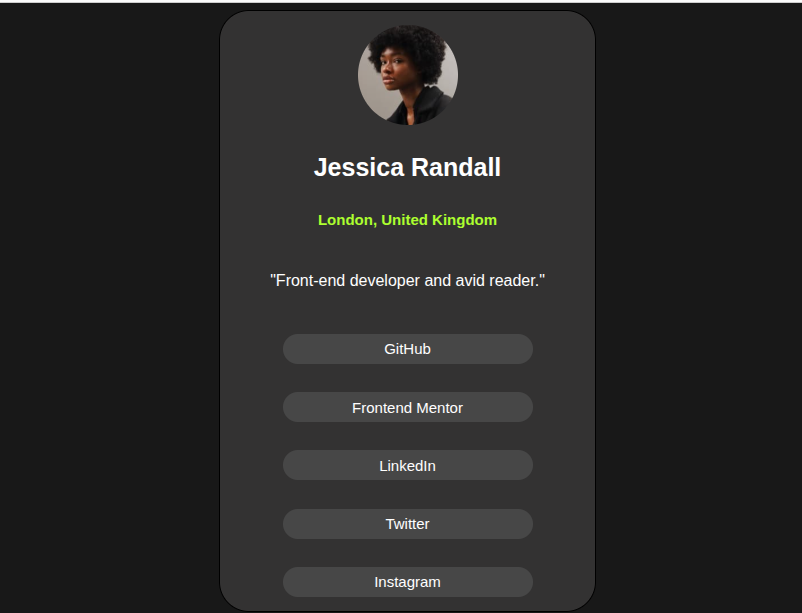 Jessica Randall
London, United Kingdom
"Front-end developer and avid reader."
GitHub
Frontend Mentor
LinkedIn
Twitter
Instagram